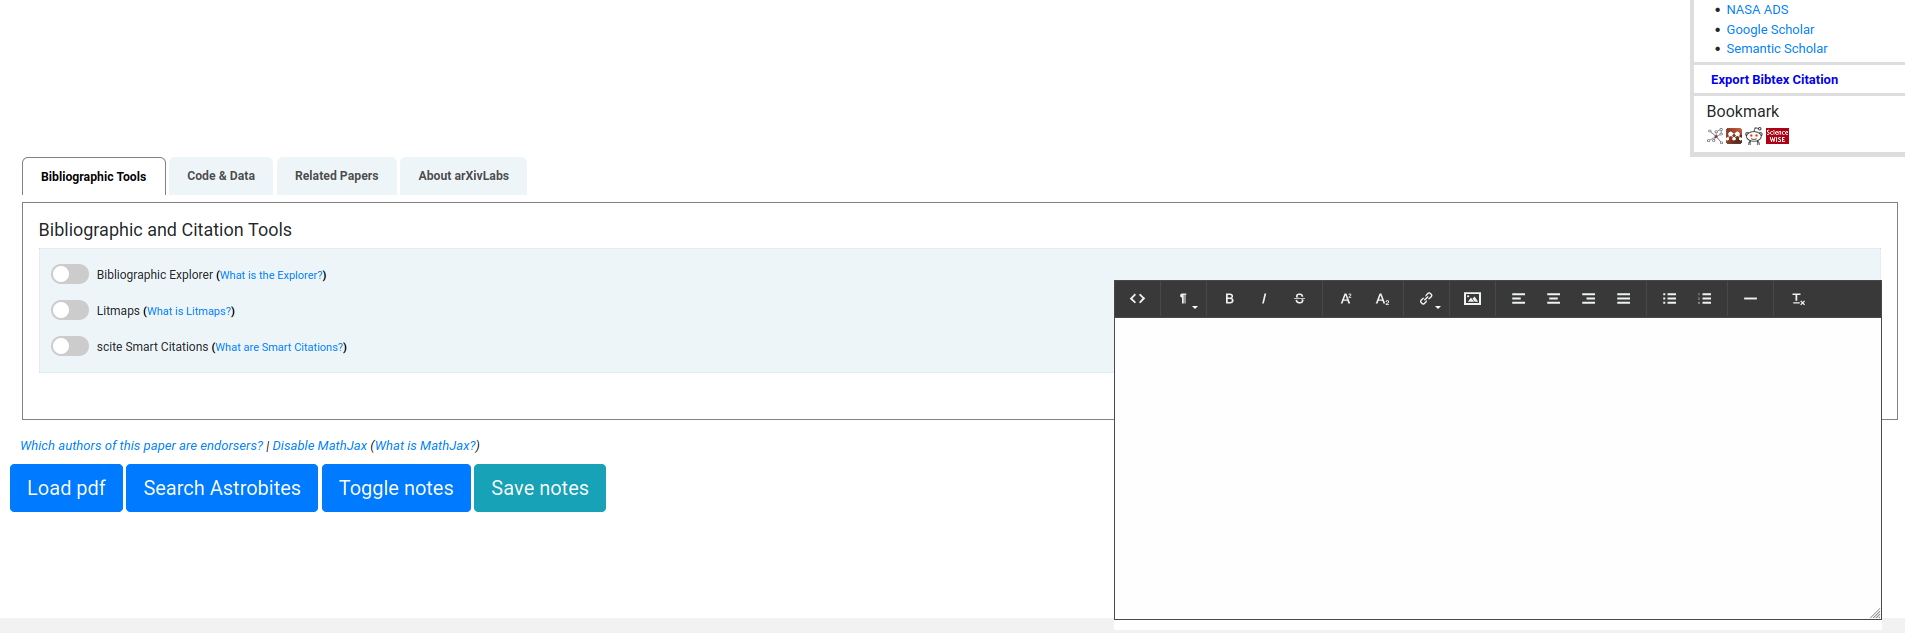 NASA ADS
Google Scholar
Semantic Scholar
Export Bibtex Citation
Bookmark
Science WISE
Bibliographic Tools
Code & Data
Related Papers
About arXivLabs
Bibliographic and Citation Tools
Bibliographic Explorer (What is the Explorer?)
Litmaps (What is Litmaps?)
scite Smart Citations (What are Smart Citations?)
Which authors of this paper are endorsers? | Disable MathJax (What is MathJax?)
Load pdf
Search Astrobites
Toggle notes
Save notes